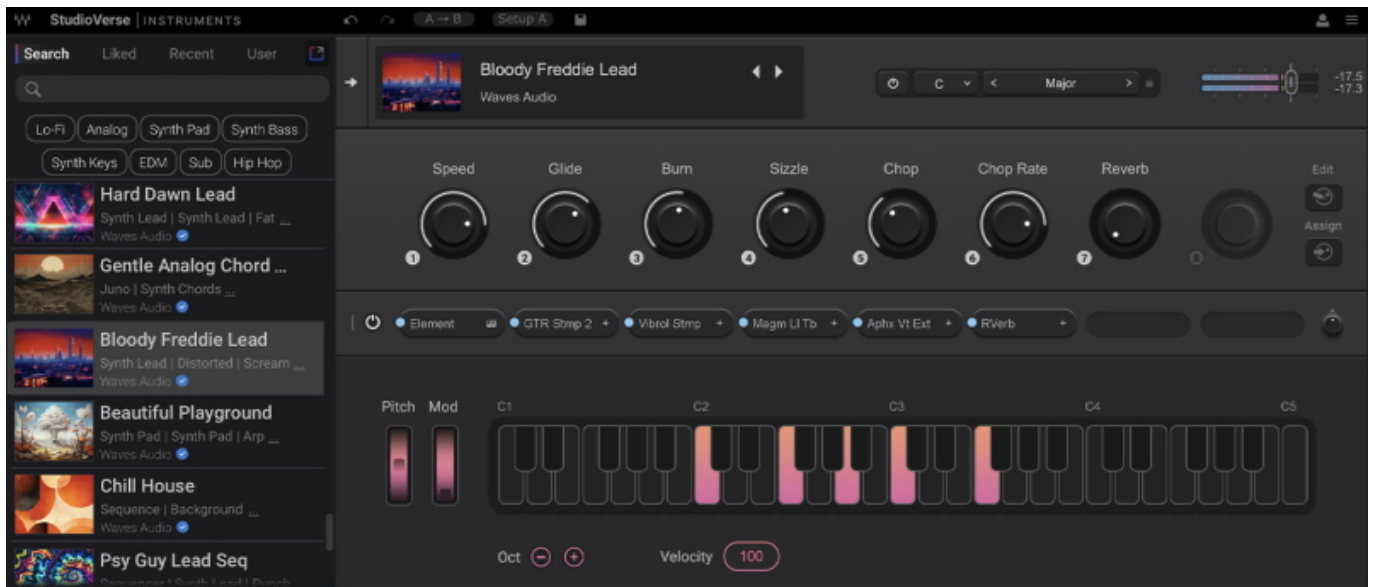 StudioVerse | INSTRUMENTS
A → B
Setup A
Search Liked Recent User
Lo-Fi Analog Synth Pad Synth Bass
Synth Keys EDM Sub Hip Hop
Hard Dawn Lead
Synth Lead | Synth Lead | Fat ...
Waves Audio
Gentle Analog Chord ...
Juno | Synth Chords ...
Waves Audio
Bloody Freddie Lead
Synth Lead | Distorted | Scream ...
Waves Audio
Beautiful Playground
Synth Pad | Synth Pad | Arp ...
Waves Audio
Chill House
Sequence | Background ...
Waves Audio
Psy Guy Lead Seq
Sequencer | Synth Lead | Punch
Bloody Freddie Lead
Waves Audio
C < Major >
-17.5
-17.3
Speed Glide Burn Sizzle Chop Chop Rate Reverb
1 2 3 4 5 6 7 8
Edit
Assign
Element GTR Stmp 2 + Vibrol Stmp + Magm LI Tb + Aphx Vt Ext + RVerb +
Pitch Mod C1 C2 C3 C4 C5
Oct − + Velocity 100